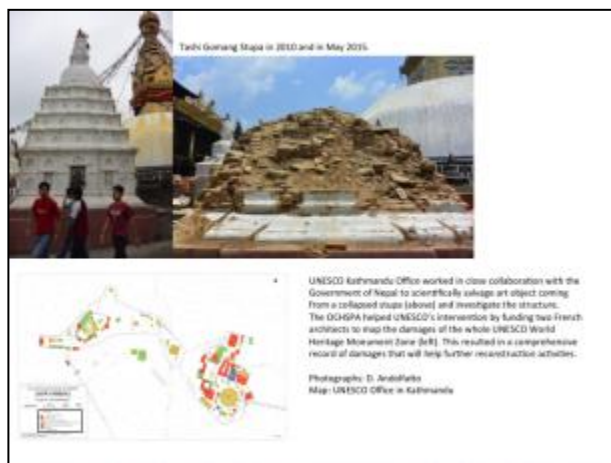 Tashi Gomang Stupa in 2010 and in May 2015.
UNESCO Kathmandu Office worked in close collaboration with the
Government of Nepal to scientifically salvage art object coming
from a collapsed stupa (above) and investigate the structure.
The OCHSPA helped UNESCO's intervention by funding two French
architects to map the damages of the whole UNESCO World
Heritage Monument Zone (left). This resulted in a comprehensive
record of damages that will help further reconstruction activities.
Photographs: D. Andolfatto
Map: UNESCO Office in Kathmandu